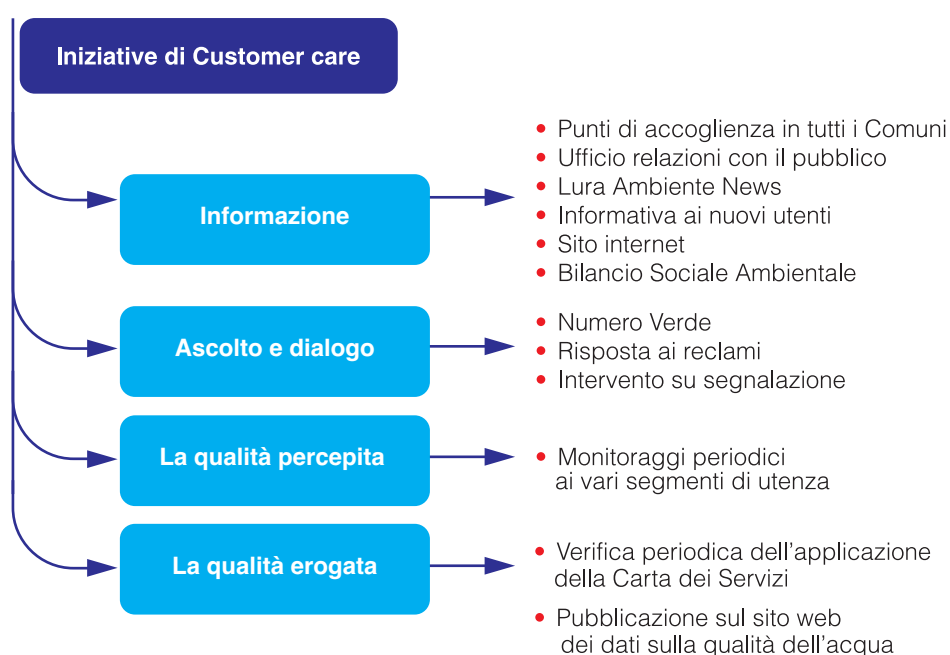 Iniziative di Customer care
Informazione
• Punti di accoglienza in tutti i Comuni
• Ufficio relazioni con il pubblico
• Lura Ambiente News
• Informativa ai nuovi utenti
• Sito internet
• Bilancio Sociale Ambientale
Ascolto e dialogo
• Numero Verde
• Risposta ai reclami
• Intervento su segnalazione
La qualità percepita
• Monitoraggi periodici
ai vari segmenti di utenza
La qualità erogata
• Verifica periodica dell'applicazione
della Carta dei Servizi
• Pubblicazione sul sito web
dei dati sulla qualità dell'acqua